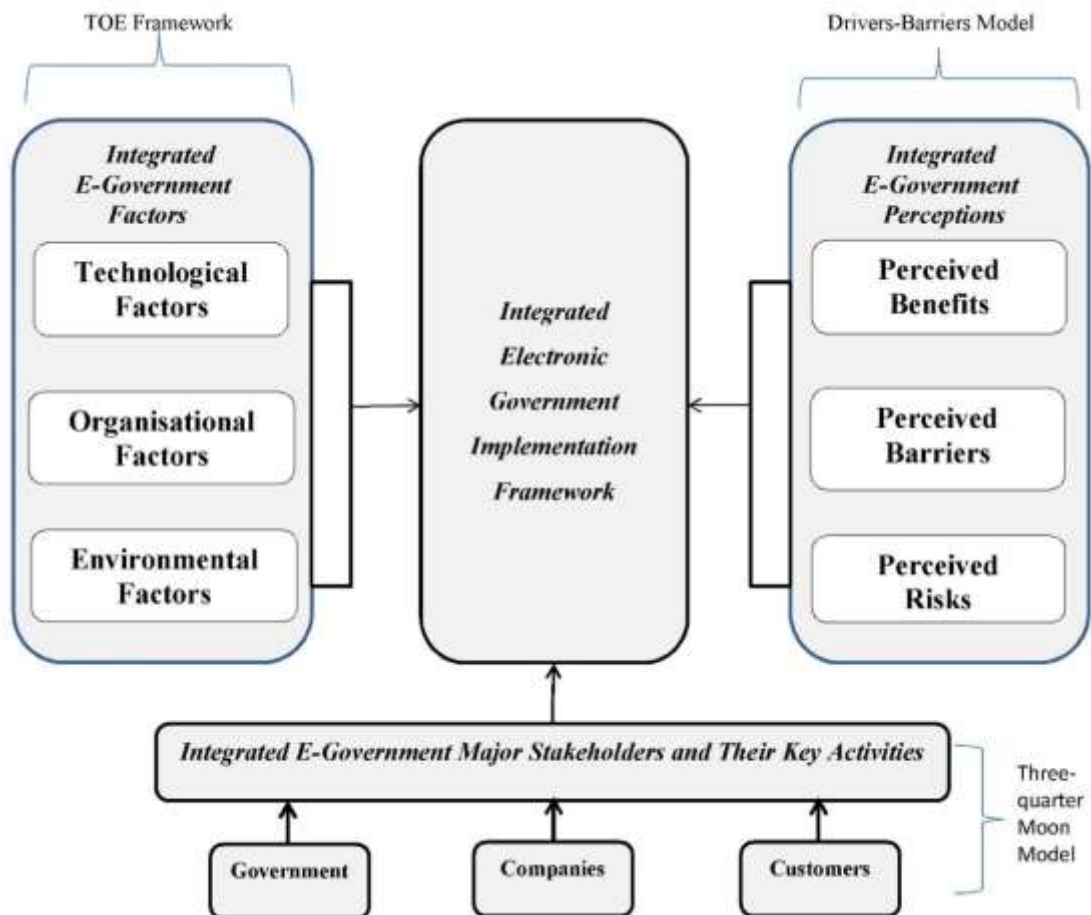 TOE Framework
Drivers-Barriers Model
Integrated
E-Government
Factors
Technological
Factors
Organisational
Factors
Environmental
Factors
Integrated
Electronic
Government
Implementation
Framework
Integrated
E-Government
Perceptions
Perceived
Benefits
Perceived
Barriers
Perceived
Risks
Integrated E-Government Major Stakeholders and Their Key Activities
Government
Companies
Customers
Three-
quarter
Moon
Model